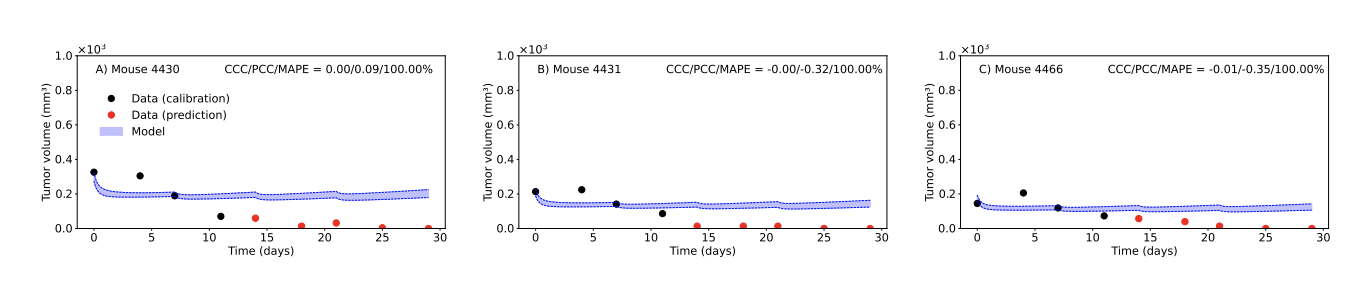 ×10³
A) Mouse 4430
CCC/PCC/MAPE = 0.00/0.09/100.00%
Data (calibration)
Data (prediction)
Model
Tumor volume (mm³)
1.0
0.8
0.6
0.4
0.2
0.0
0 5 10 15 20 25 30
Time (days)
×10³
B) Mouse 4431
CCC/PCC/MAPE = -0.00/-0.32/100.00%
Tumor volume (mm³)
1.0
0.8
0.6
0.4
0.2
0.0
0 5 10 15 20 25 30
Time (days)
×10³
C) Mouse 4466
CCC/PCC/MAPE = -0.01/-0.35/100.00%
Tumor volume (mm³)
1.0
0.8
0.6
0.4
0.2
0.0
0 5 10 15 20 25 30
Time (days)